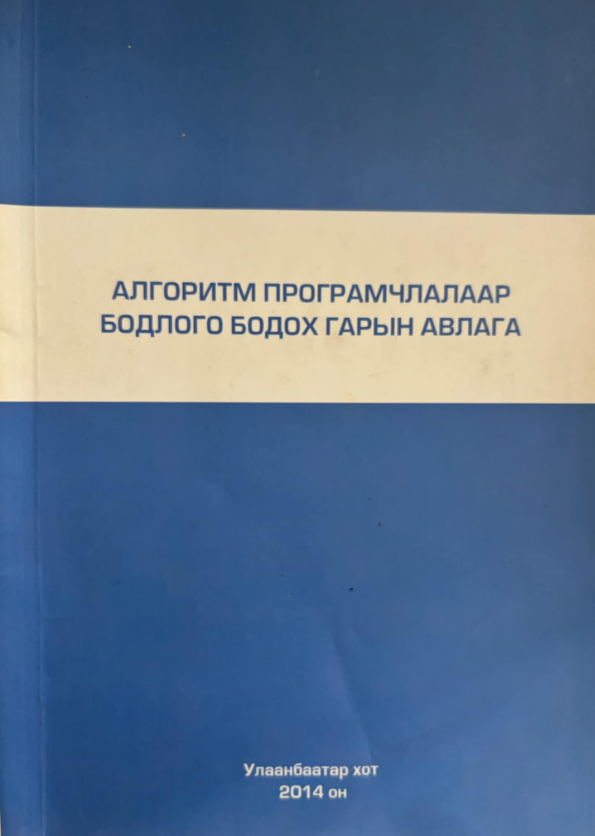 АЛГОРИТМ ПРОГРАМЧЛАЛААР
БОДЛОГО БОДОХ ГАРЫН АВЛАГА
Улаанбаатар хот
2014 он